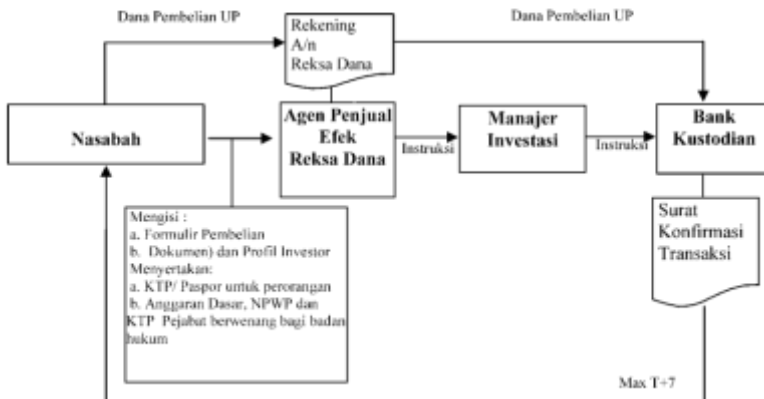 Dana Pembelian UP
Rekening
A/n
Reksa Dana
Dana Pembelian UP
Nasabah
Agen Penjual
Efek
Reksa Dana
Instruksi
Manajer
Investasi
Instruksi
Bank
Kustodian
Mengisi :
a. Formulir Pembelian
b. Dokumen) dan Profil Investor
Menyertakan:
a. KTP/ Paspor untuk perorangan
b. Anggaran Dasar, NPWP dan
KTP Pejabut berwenang bagi badan
hukum
Surat
Konfirmasi
Transaksi
Max T+7